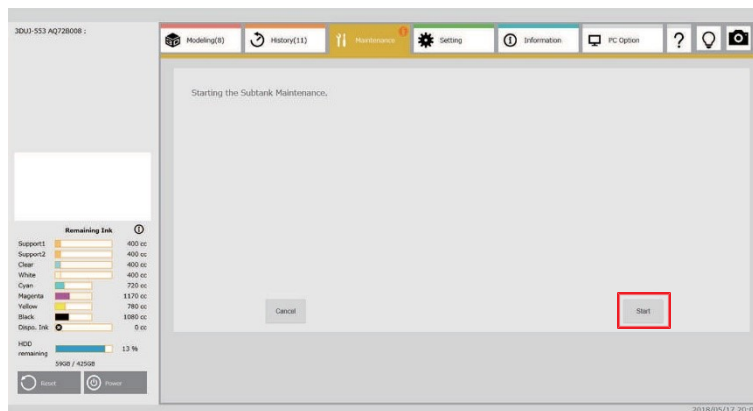 3DUJ-553 AQ728008 ;
Modeling(8)
History(11)
Maintenance
Setting
Information
PC Option
?
Starting the Subtank Maintenance.
Remaining Ink
Support1 400 cc
Support2 400 cc
Clear 400 cc
White 400 cc
Cyan 720 cc
Magenta 1170 cc
Yellow 780 cc
Black 1080 cc
Dispo. Ink 0 cc
HDD
remaining 13 %
59GB / 425GB
Reset
Power
Cancel
Start